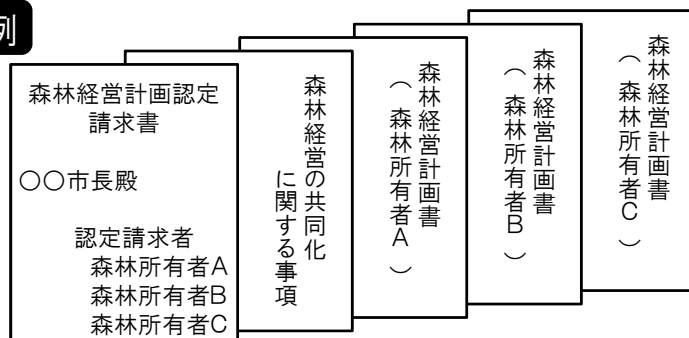 例
森林経営計画認定
請求書
〇〇市長殿
認定請求者
森林所有者A
森林所有者B
森林所有者C
森林経営の共同化
に関する事項
森林経営計画書
（森林所有者A）
森林経営計画書
（森林所有者B）
森林経営計画書
（森林所有者C）